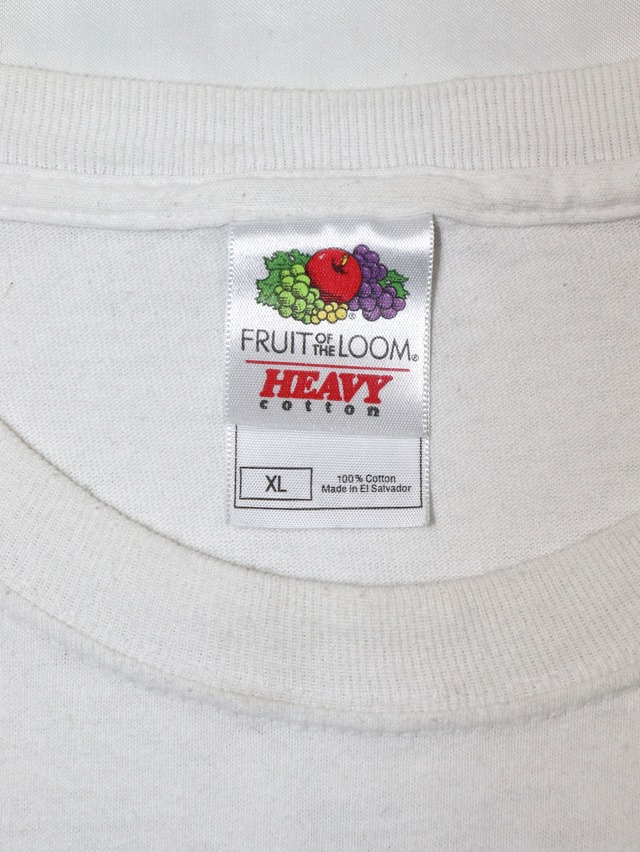 ®
FRUIT OF THE LOOM®
HEAVY
cotton
XL
100% Cotton
Made in El Salvador